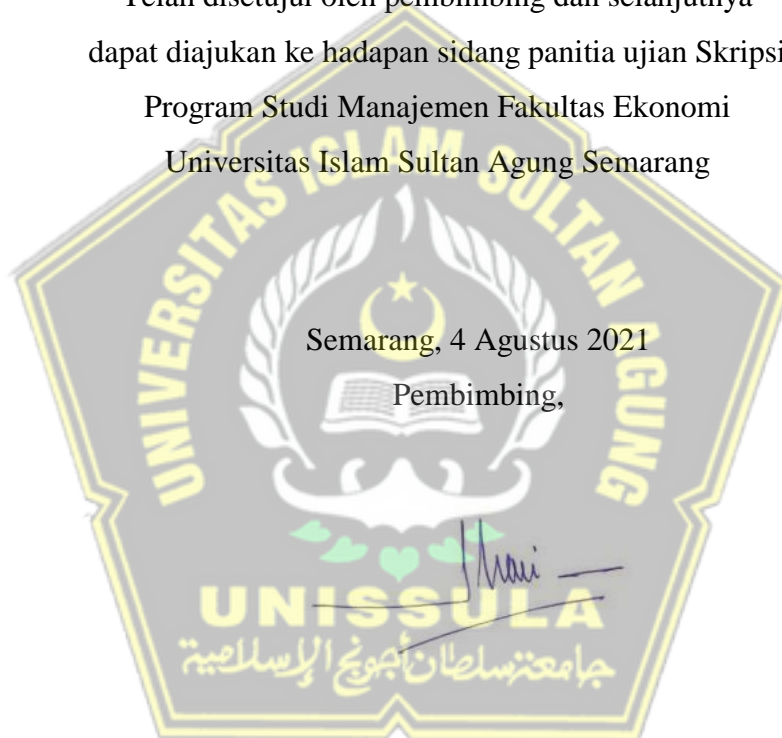 Telah disetujui oleh pembimbing dan selanjutnya
dapat diajukan ke hadapan sidang panitia ujian Skripsi
Program Studi Manajemen Fakultas Ekonomi
Universitas Islam Sultan Agung Semarang
UNIVERSITAS ISLAM SULTAN AGUNG
Semarang, 4 Agustus 2021
Pembimbing,
UNISSULA
جامعة سلطان أجونج الإسلامية